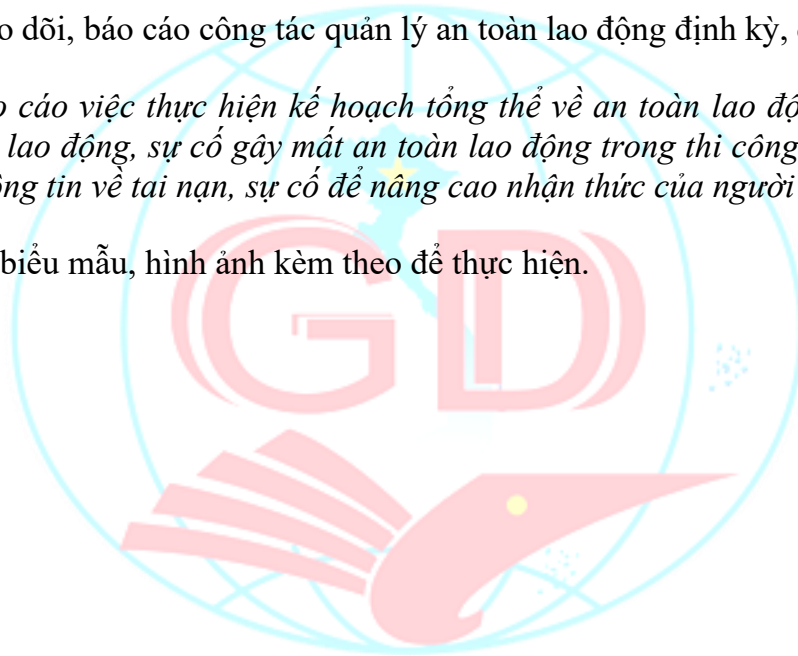 o dõi, báo cáo công tác quản lý an toàn lao động định kỳ,
o cáo việc thực hiện kế hoạch tổng thể về an toàn lao độ
lao động, sự cố gây mất an toàn lao động trong thi công
ông tin về tai nạn, sự cố để nâng cao nhận thức của người
biểu mẫu, hình ảnh kèm theo để thực hiện.
GD